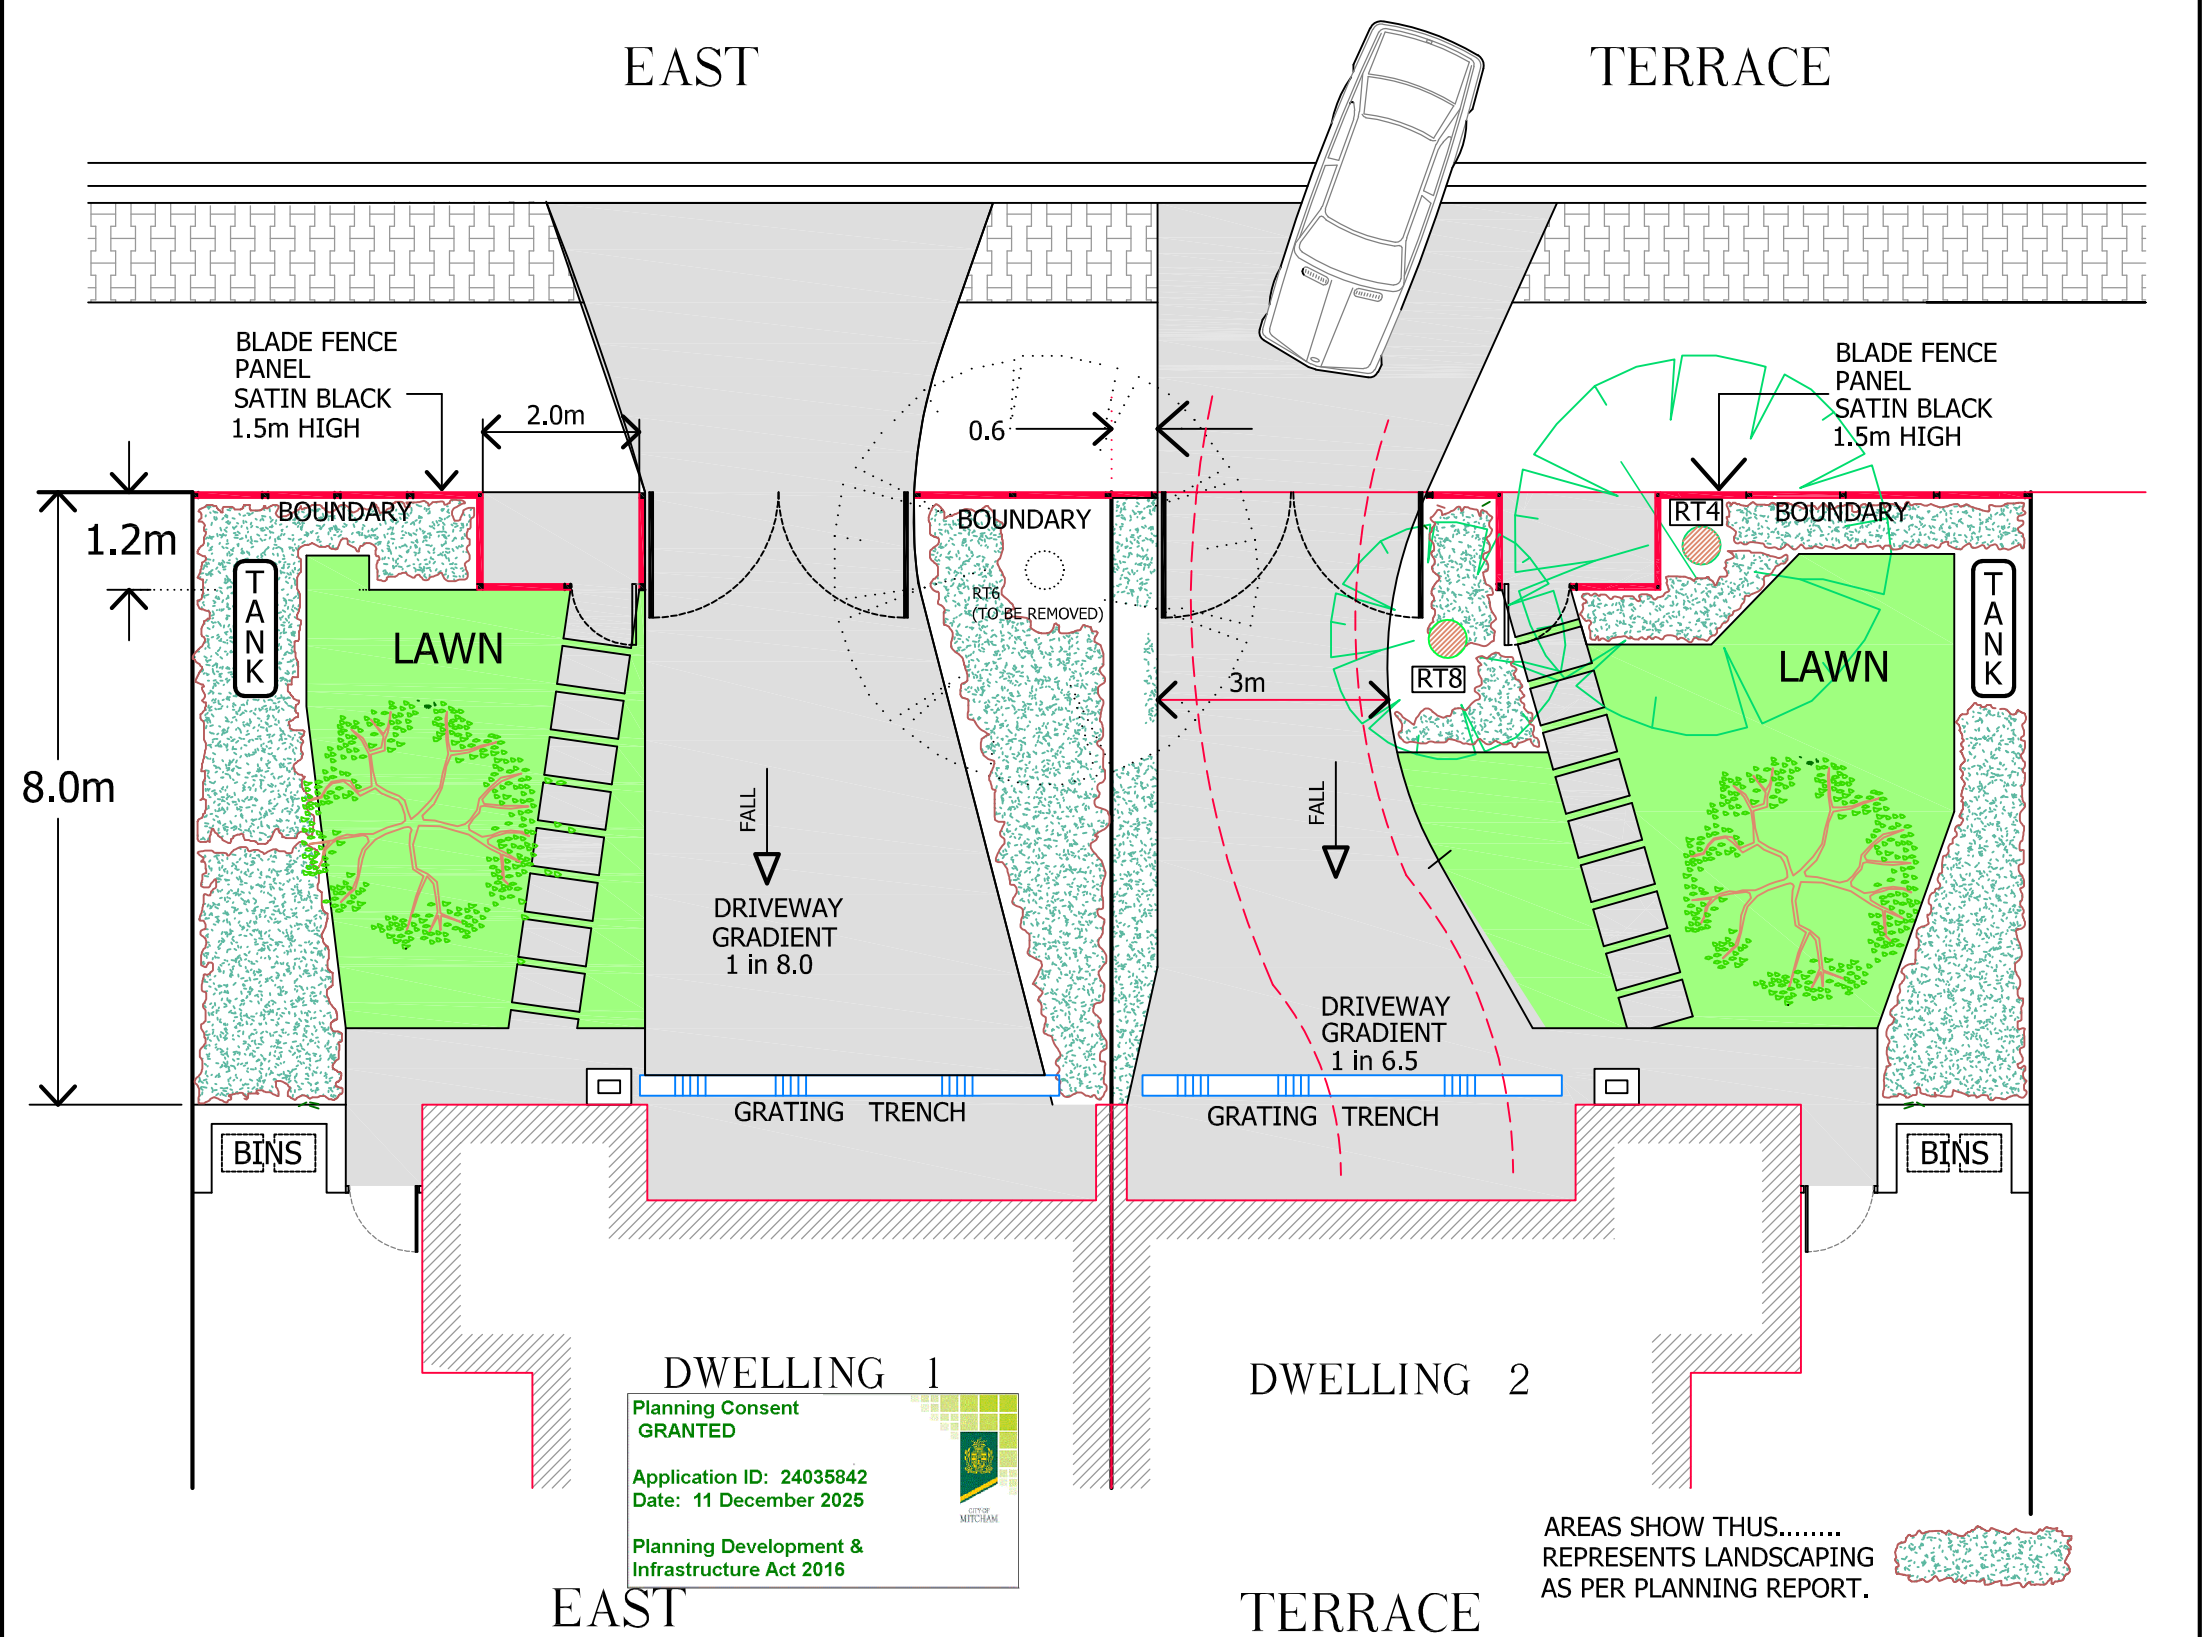 EAST TERRACE
BLADE FENCE
PANEL
SATIN BLACK
1.5m HIGH
2.0m
0.6
BLADE FENCE
PANEL
SATIN BLACK
1.5m HIGH
1.2m
BOUNDARY
BOUNDARY
RT4
BOUNDARY
TANK
RT6
(TO BE REMOVED)
TANK
LAWN
RT8
3m
LAWN
8.0m
FALL
FALL
DRIVEWAY
GRADIENT
1 in 8.0
DRIVEWAY
GRADIENT
1 in 6.5
GRATING TRENCH
GRATING TRENCH
BINS
BINS
DWELLING 1
DWELLING 2
Planning Consent
GRANTED
Application ID: 24035842
Date: 11 December 2025
CITY OF
MITCHAM
Planning Development &
Infrastructure Act 2016
AREAS SHOW THUS........
REPRESENTS LANDSCAPING
AS PER PLANNING REPORT.
EAST TERRACE